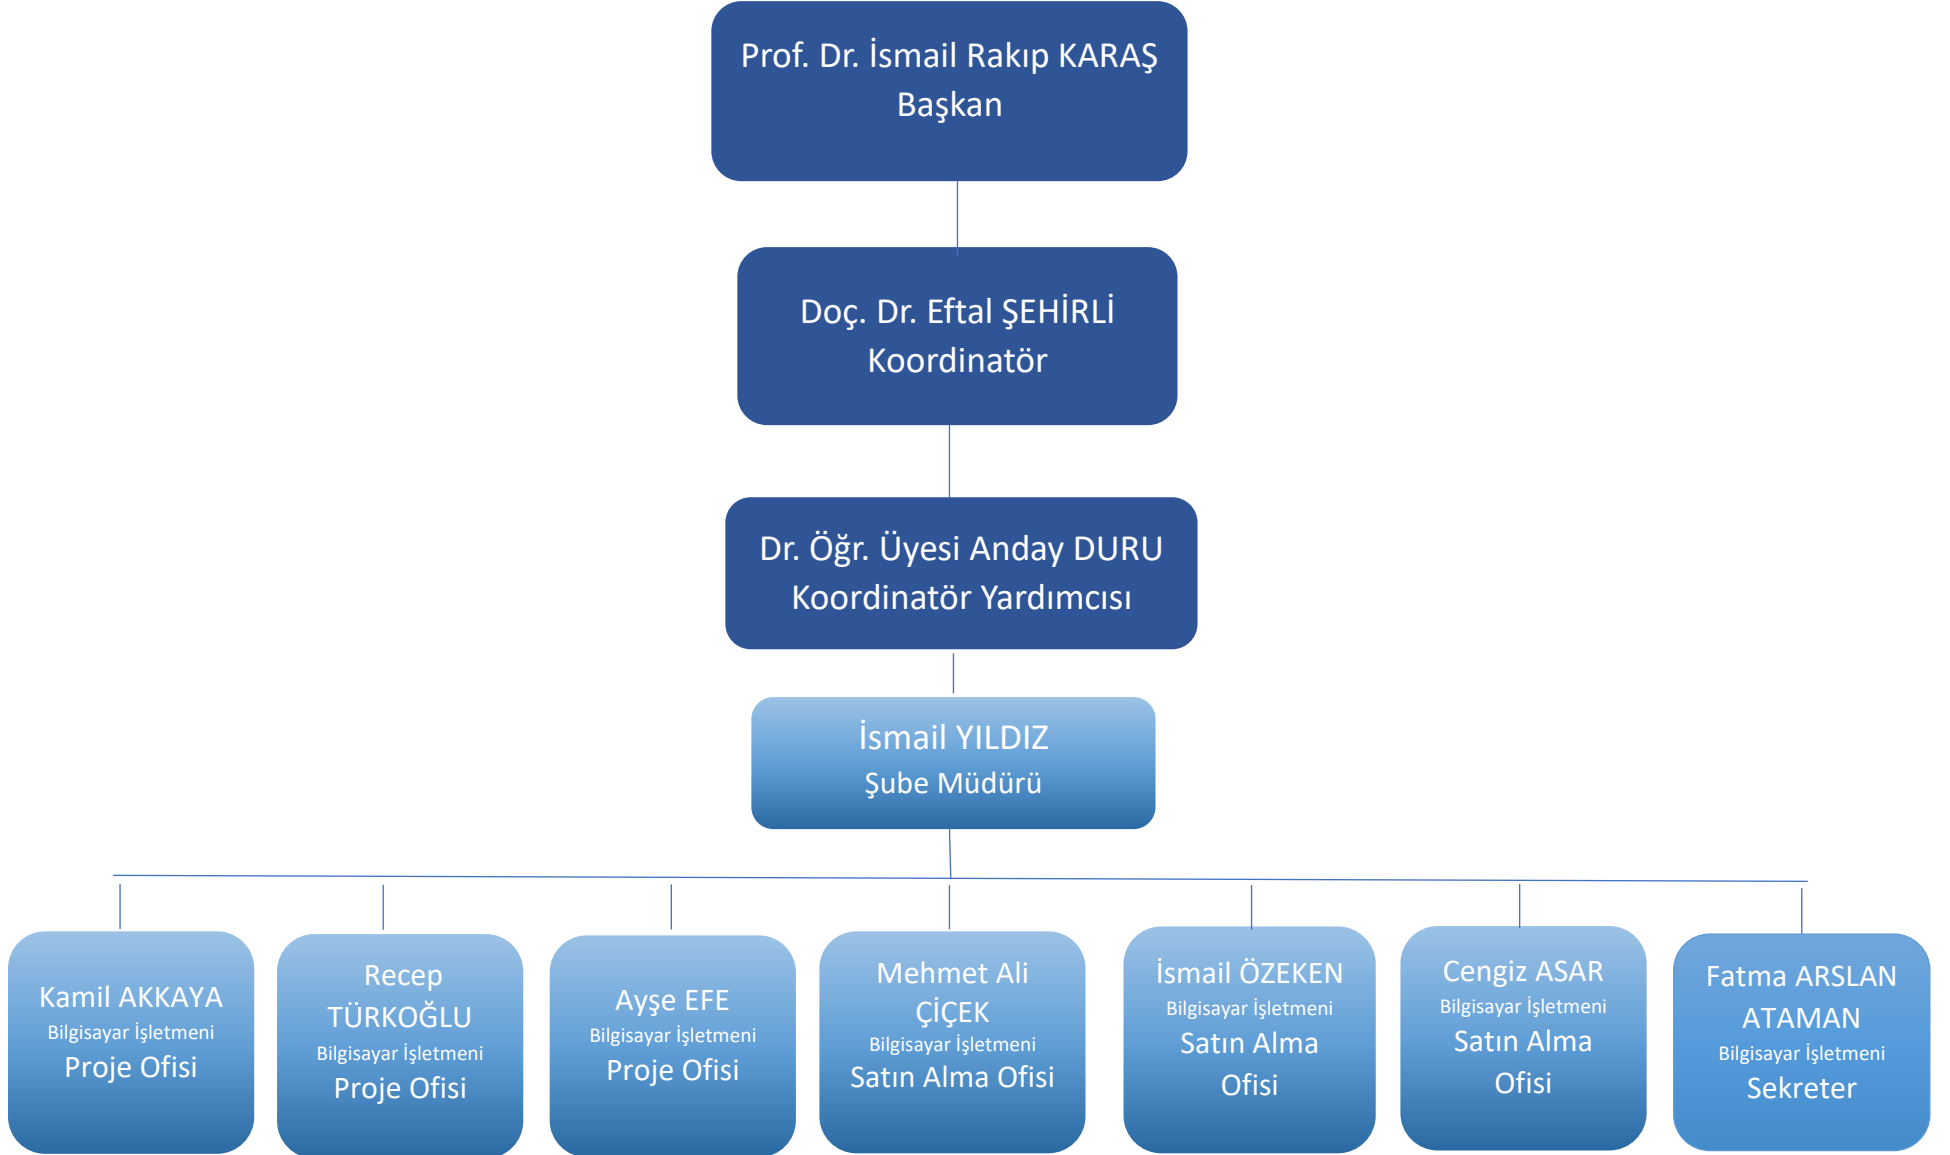 Prof. Dr. İsmail Rakıp KARAŞ
Başkan
Doç. Dr. Eftal ŞEHİRLİ
Koordinatör
Dr. Öğr. Üyesi Anday DURU
Koordinatör Yardımcısı
İsmail YILDIZ
Şube Müdürü
Kamil AKKAYA
Bilgisayar İşletmeni
Proje Ofisi
Recep
TÜRKOĞLU
Bilgisayar İşletmeni
Proje Ofisi
Ayşe EFE
Bilgisayar İşletmeni
Proje Ofisi
Mehmet Ali
ÇİÇEK
Bilgisayar İşletmeni
Satın Alma Ofisi
İsmail ÖZEKEN
Bilgisayar İşletmeni
Satın Alma
Ofisi
Cengiz ASAR
Bilgisayar İşletmeni
Satın Alma
Ofisi
Fatma ARSLAN
ATAMAN
Bilgisayar İşletmeni
Sekreter